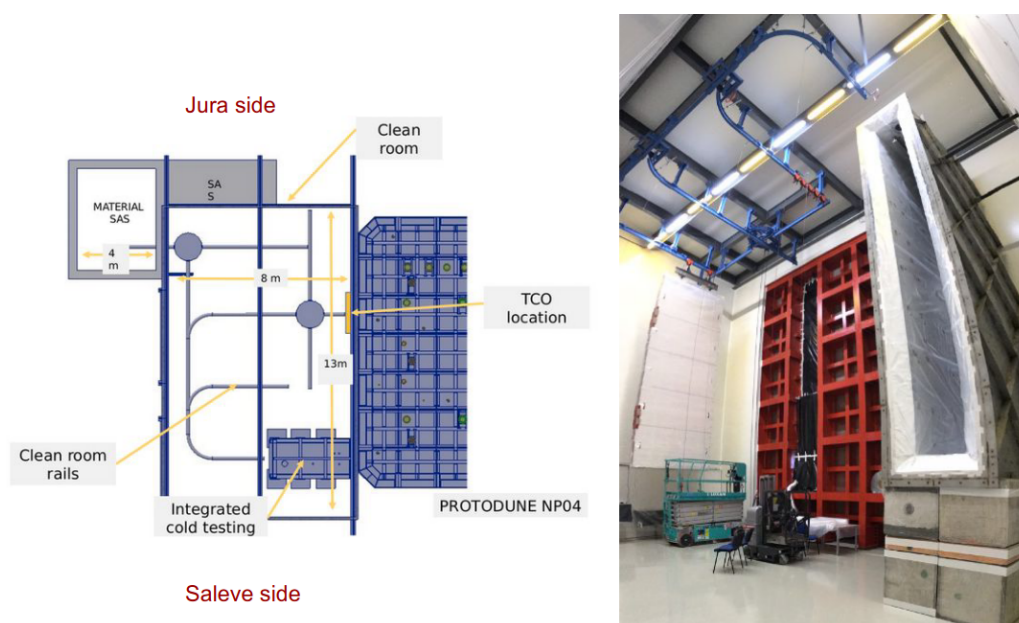 Jura side
Clean
room
SA
S
MATERIAL
SAS
4
m
8 m
TCO
location
13m
Clean room
rails
Integrated
cold testing
PROTODUNE NP04
Saleve side